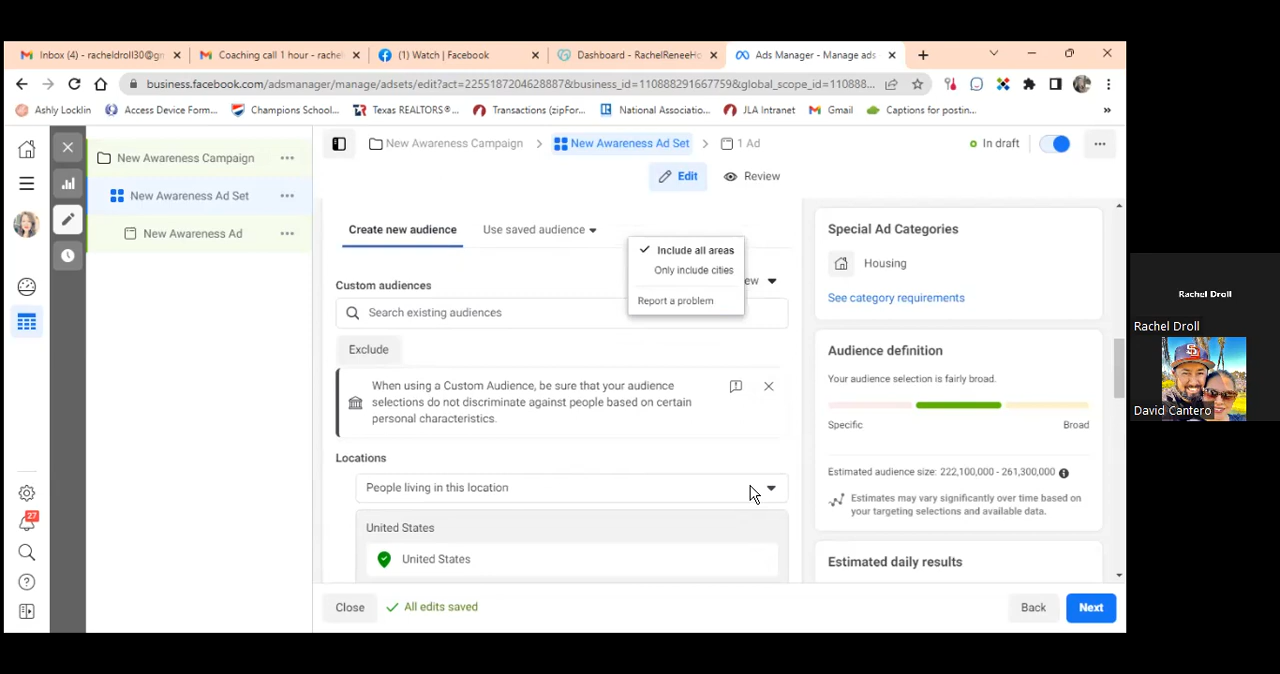 Inbox (4) - racheldroll30@gm
Coaching call 1 hour - rache
(1) Watch | Facebook
Dashboard - RachelReneeHo
Ads Manager - Manage ads
business.facebook.com/adsmanager/manage/adsets/edit?act=2255187204628887&business_id=110888291667759&global_scope_id=110888...
Ashly Locklin
Access Device Form...
Champions School...
Texas REALTORS®...
Transactions (zipFor...
National Associatio...
JLA Intranet
Gmail
Captions for postin...
»
New Awareness Campaign
New Awareness Ad Set
New Awareness Ad
New Awareness Campaign
New Awareness Ad Set
1 Ad
In draft
Edit
Review
Create new audience
Use saved audience
Include all areas
Only include cities
Report a problem
Custom audiences
ew
Search existing audiences
Exclude
When using a Custom Audience, be sure that your audience
selections do not discriminate against people based on certain
personal characteristics.
Locations
People living in this location
United States
United States
Close
All edits saved
Back
Next
Special Ad Categories
Housing
See category requirements
Audience definition
Your audience selection is fairly broad.
Specific
Broad
Estimated audience size: 222,100,000 - 261,300,000
Estimates may vary significantly over time based on
your targeting selections and available data.
Estimated daily results
27
Rachel Droll
Rachel Droll
David Cantero